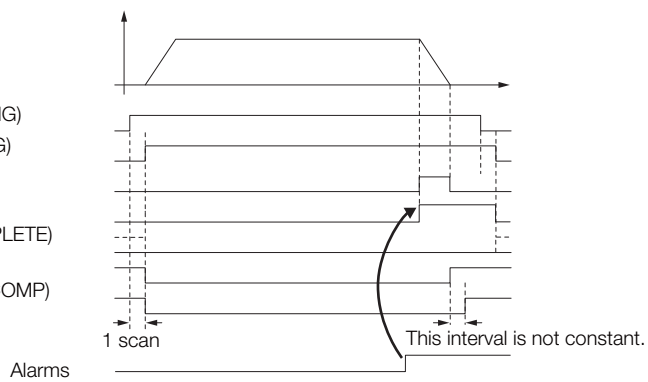 IG)
G)
PLETE)
OMP)
1 scan
This interval is not constant.
Alarms